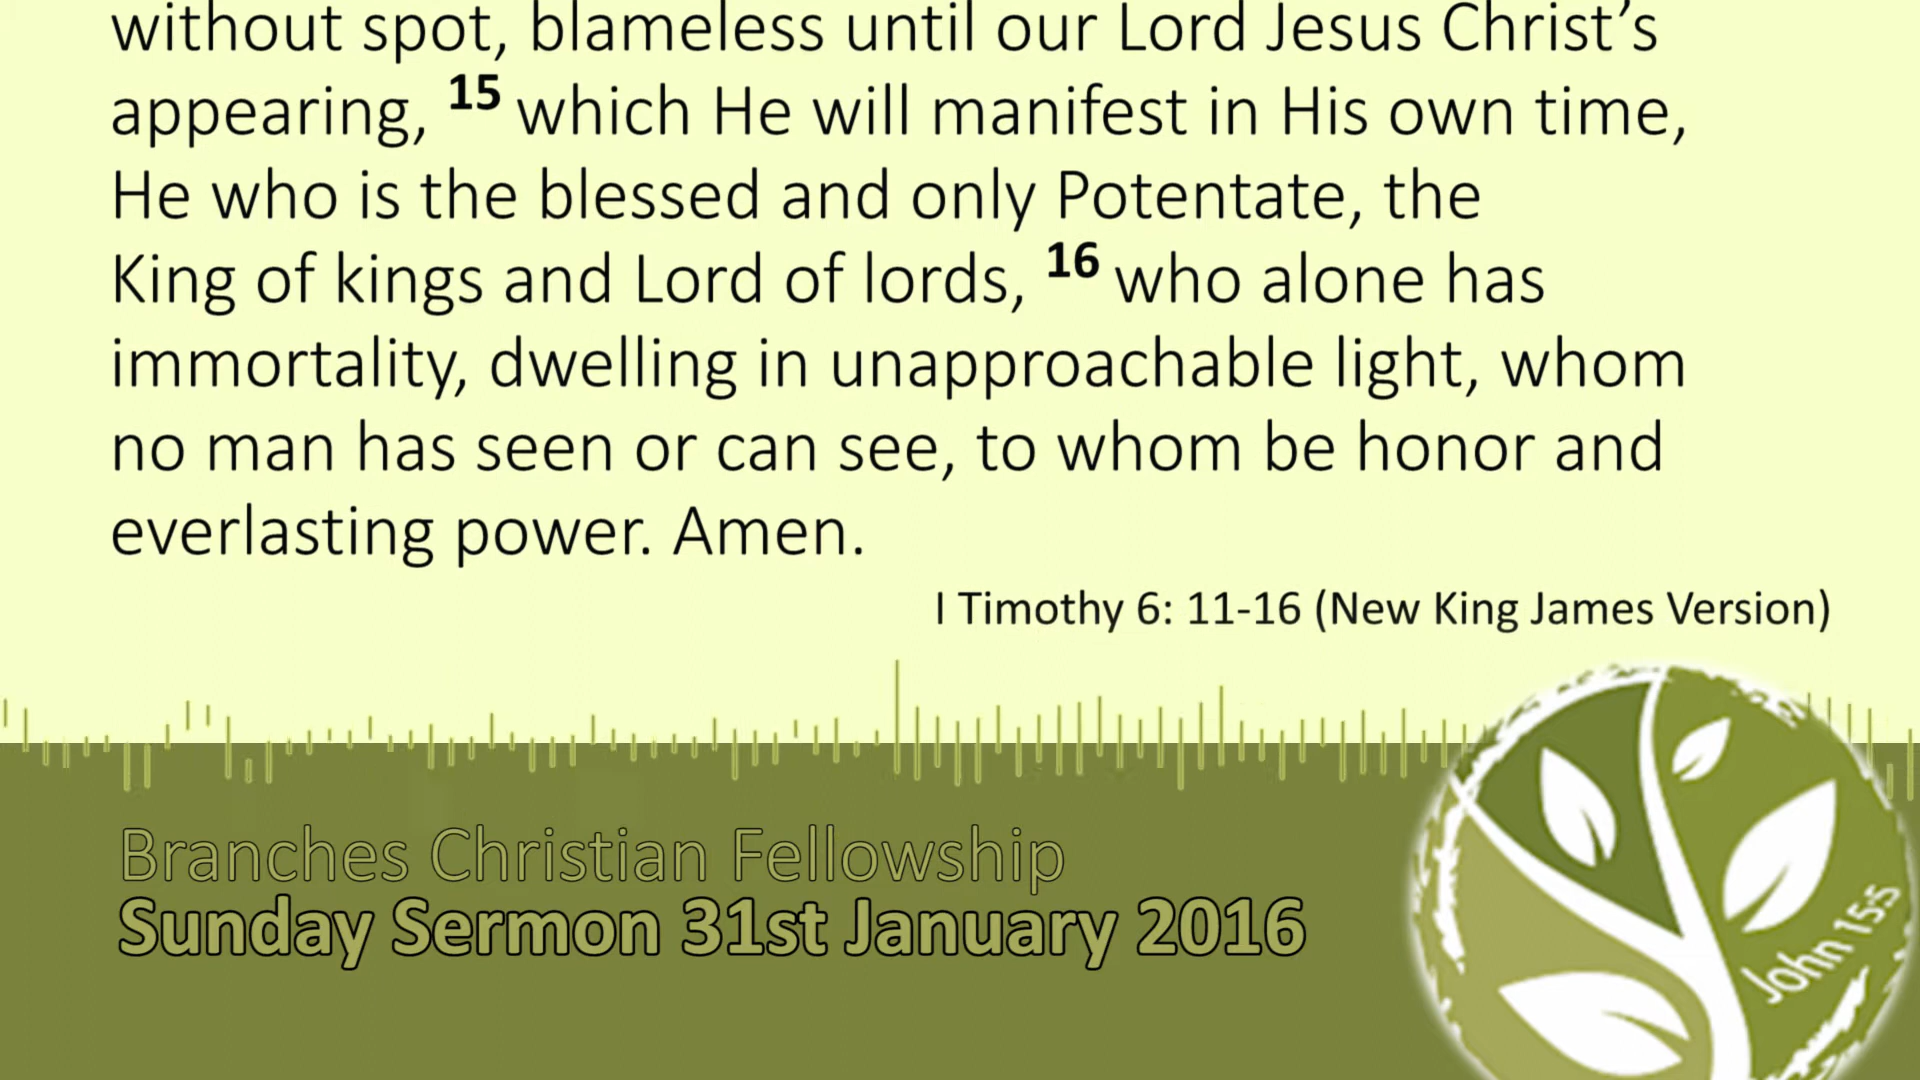 without spot, blameless until our Lord Jesus Christ’s
appearing, 15 which He will manifest in His own time,
He who is the blessed and only Potentate, the
King of kings and Lord of lords, 16 who alone has
immortality, dwelling in unapproachable light, whom
no man has seen or can see, to whom be honor and
everlasting power. Amen.
I Timothy 6: 11-16 (New King James Version)
Branches Christian Fellowship
Sunday Sermon 31st January 2016
John 15:5